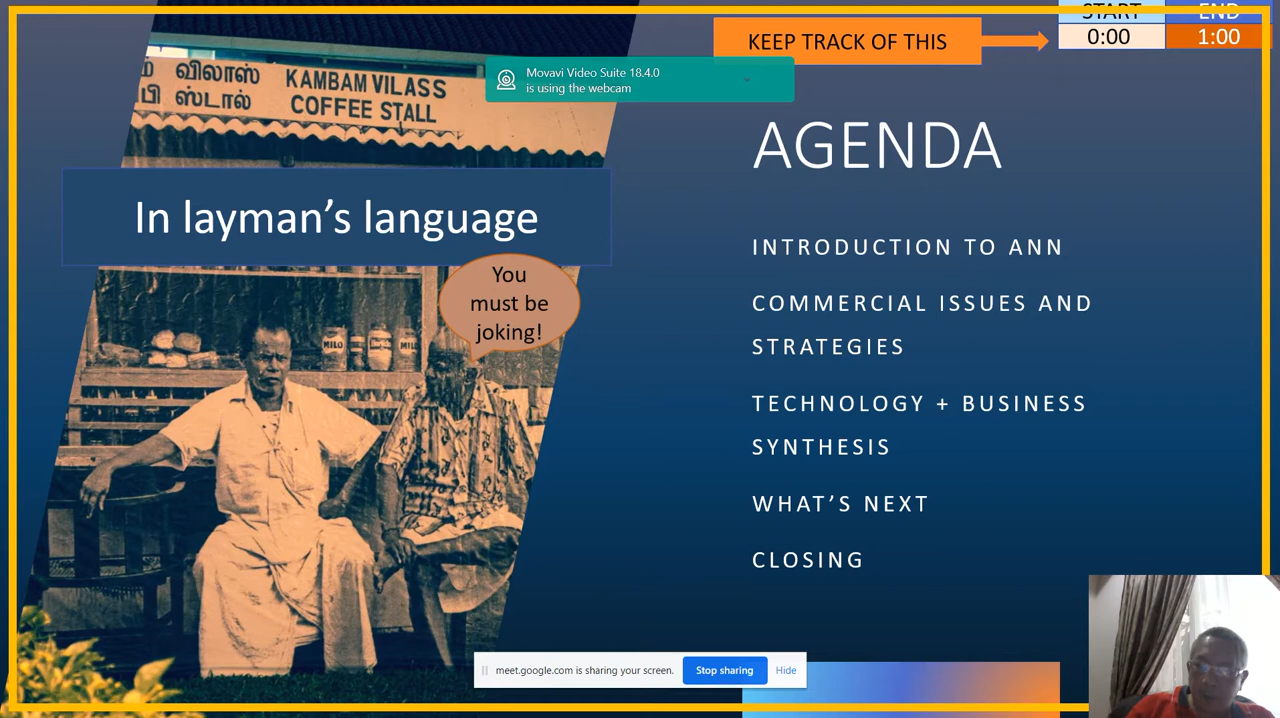 START
END
KEEP TRACK OF THIS
0:00
1:00
Movavi Video Suite 18.4.0
is using the webcam
விலாஸ்
பி ஸ்டால்
KAMBAM VILASS
COFFEE STALL
AGENDA
In layman's language
You
must be
joking!
INTRODUCTION TO ANN
COMMERCIAL ISSUES AND
STRATEGIES
TECHNOLOGY + BUSINESS
SYNTHESIS
WHAT'S NEXT
CLOSING
MILO
meet.google.com is sharing your screen.
Stop sharing
Hide